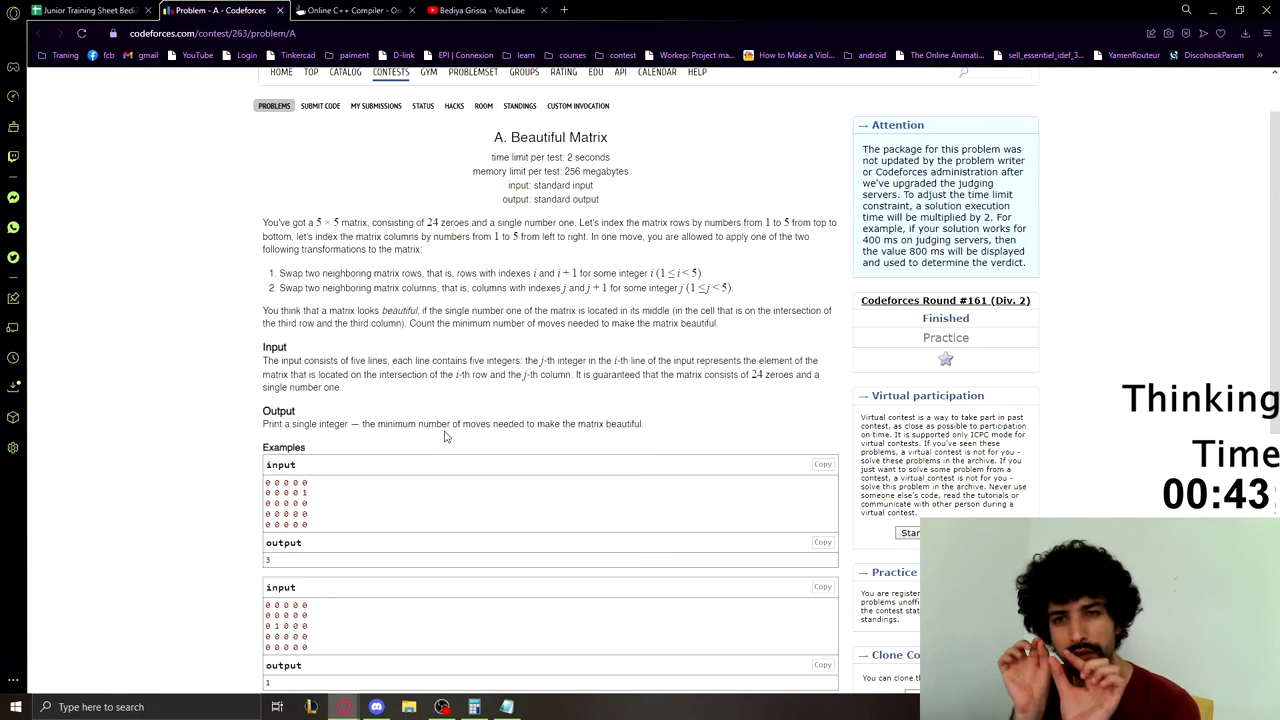 Junior Training Sheet Bedi
Problem - A - Codeforces
Online C++ Compiler - On
Bediya Grissa - YouTube
codeforces.com/contest/263/problem/A
Traning
fcb
gmail
YouTube
Login
Tinkercad
paiment
D-link
EPI | Connexion
learn
courses
contest
Workep: Project ma...
How to Make a Viol...
android
The Online Animati...
sell_essentiel_idef_3...
YamenRouteur
DiscohookParam
HOME
TOP
CATALOG
CONTESTS
GYM
PROBLEMSET
GROUPS
RATING
EDU
API
CALENDAR
HELP
PROBLEMS
SUBMIT CODE
MY SUBMISSIONS
STATUS
HACKS
ROOM
STANDINGS
CUSTOM INVOCATION
A. Beautiful Matrix
time limit per test: 2 seconds
memory limit per test: 256 megabytes
input: standard input
output: standard output
You've got a 5 × 5 matrix, consisting of 24 zeroes and a single number one. Let's index the matrix rows by numbers from 1 to 5 from top to
bottom, let's index the matrix columns by numbers from 1 to 5 from left to right. In one move, you are allowed to apply one of the two
following transformations to the matrix:
1. Swap two neighboring matrix rows, that is, rows with indexes i and i + 1 for some integer i (1 ≤ i < 5).
2. Swap two neighboring matrix columns, that is, columns with indexes j and j + 1 for some integer j (1 ≤ j < 5).
You think that a matrix looks beautiful, if the single number one of the matrix is located in its middle (in the cell that is on the intersection of
the third row and the third column). Count the minimum number of moves needed to make the matrix beautiful.
Input
The input consists of five lines, each line contains five integers: the j-th integer in the i-th line of the input represents the element of the
matrix that is located on the intersection of the i-th row and the j-th column. It is guaranteed that the matrix consists of 24 zeroes and a
single number one.
Output
Print a single integer — the minimum number of moves needed to make the matrix beautiful.
Examples
input
Copy
0 0 0 0 0
0 0 0 0 1
0 0 0 0 0
0 0 0 0 0
0 0 0 0 0
output
Copy
3
input
Copy
0 0 0 0 0
0 0 0 0 0
0 1 0 0 0
0 0 0 0 0
0 0 0 0 0
output
Copy
1
→ Attention
The package for this problem was
not updated by the problem writer
or Codeforces administration after
we've upgraded the judging
servers. To adjust the time limit
constraint, a solution execution
time will be multiplied by 2. For
example, if your solution works for
400 ms on judging servers, then
the value 800 ms will be displayed
and used to determine the verdict.
Codeforces Round #161 (Div. 2)
Finished
Practice
→ Virtual participation
Virtual contest is a way to take part in past
contest, as close as possible to participation
on time. It is supported only ICPC mode for
virtual contests. If you've seen these
problems, a virtual contest is not for you -
solve these problems in the archive. If you
just want to solve some problem from a
contest, a virtual contest is not for you -
solve this problem in the archive. Never use
someone else's code, read the tutorials or
communicate with other person during a
virtual contest.
Star
→ Practice
You are register
problems unoffi
the contest stat
standings.
→ Clone Co
You can clone th
Thinking
Time
00:43
Type here to search